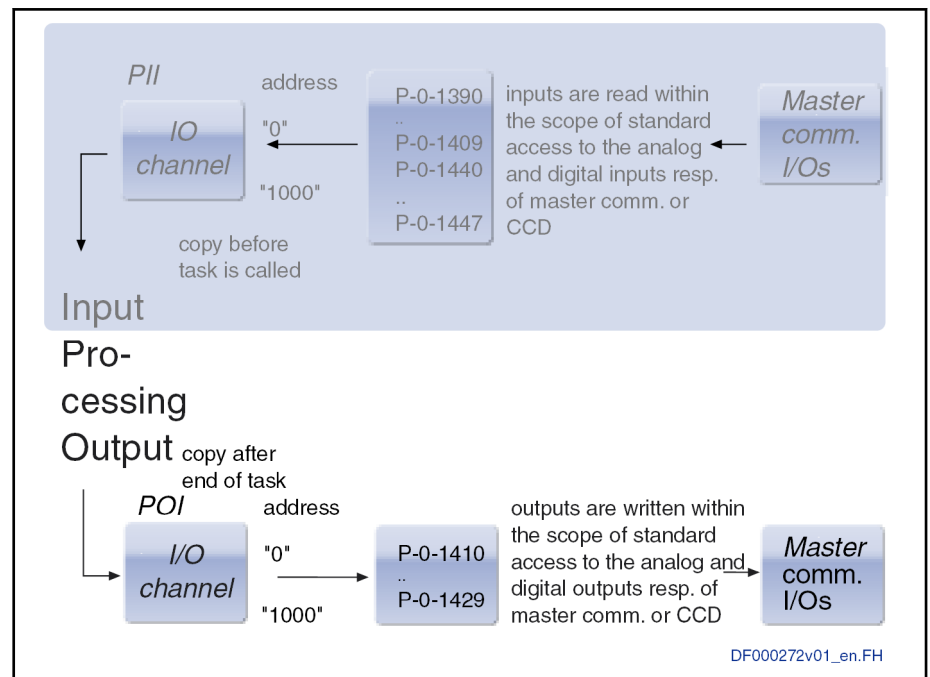 PII
address
IO
channel
"0"
"1000"
copy before
task is called
P-0-1390
..
P-0-1409
P-0-1440
..
P-0-1447
inputs are read within
the scope of standard
access to the analog
and digital inputs resp.
of master comm. or
CCD
Master
comm.
I/Os
Input
Pro-
cessing
Output
copy after
end of task
POI
address
I/O
channel
"0"
"1000"
P-0-1410
..
P-0-1429
outputs are written within
the scope of standard
access to the analog and
digital outputs resp. of
master comm. or CCD
Master
comm.
I/Os
DF000272v01_en.FH